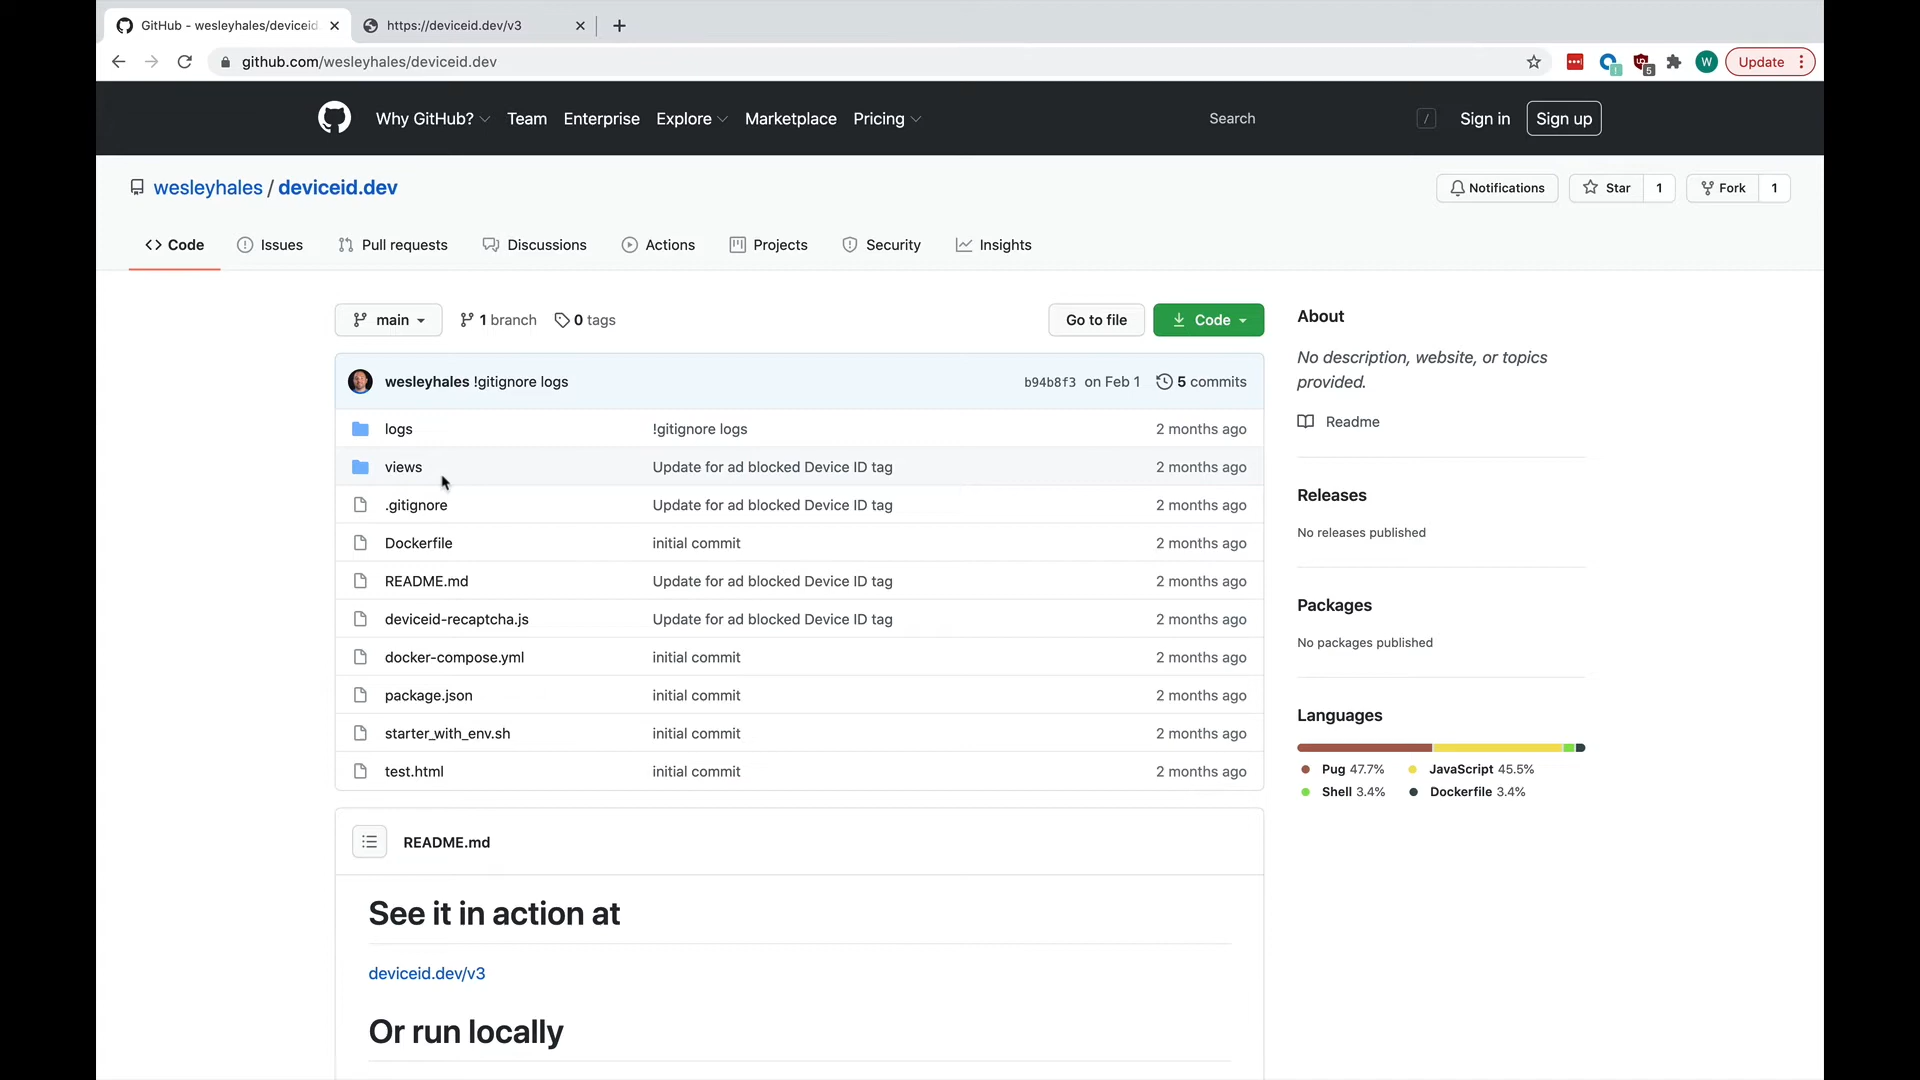 GitHub - wesleyhales/deviceid
https://deviceid.dev/v3
github.com/wesleyhales/deviceid.dev
5
W
Update
Why GitHub?
Team
Enterprise
Explore
Marketplace
Pricing
Search
/
Sign in
Sign up
wesleyhales / deviceid.dev
Notifications
Star 1
Fork 1
Code
Issues
Pull requests
Discussions
Actions
Projects
Security
Insights
main
1 branch
0 tags
Go to file
Code
wesleyhales !gitignore logs
b94b8f3 on Feb 1
5 commits
logs !gitignore logs 2 months ago
views Update for ad blocked Device ID tag 2 months ago
.gitignore Update for ad blocked Device ID tag 2 months ago
Dockerfile initial commit 2 months ago
README.md Update for ad blocked Device ID tag 2 months ago
deviceid-recaptcha.js Update for ad blocked Device ID tag 2 months ago
docker-compose.yml initial commit 2 months ago
package.json initial commit 2 months ago
starter_with_env.sh initial commit 2 months ago
test.html initial commit 2 months ago
README.md
See it in action at
deviceid.dev/v3
Or run locally
About
No description, website, or topics
provided.
Readme
Releases
No releases published
Packages
No packages published
Languages
Pug 47.7% JavaScript 45.5%
Shell 3.4% Dockerfile 3.4%